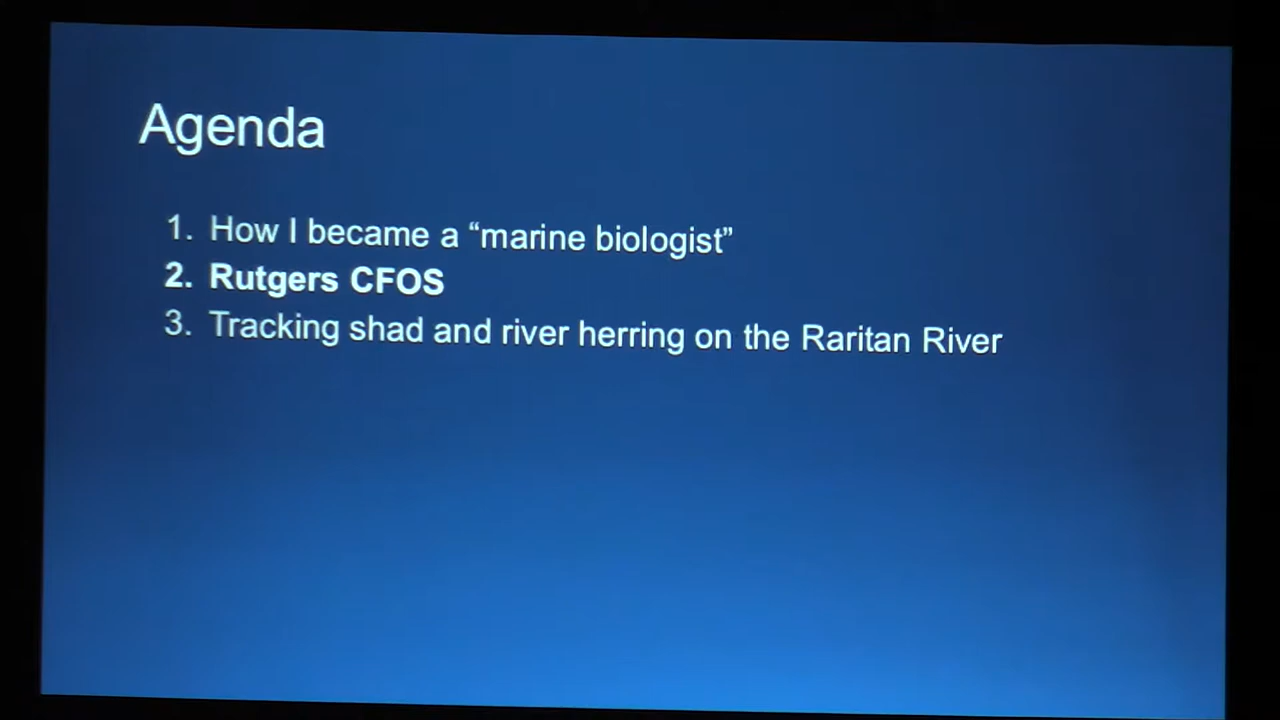 Agenda
1. How I became a “marine biologist”
2. Rutgers CFOS
3. Tracking shad and river herring on the Raritan River